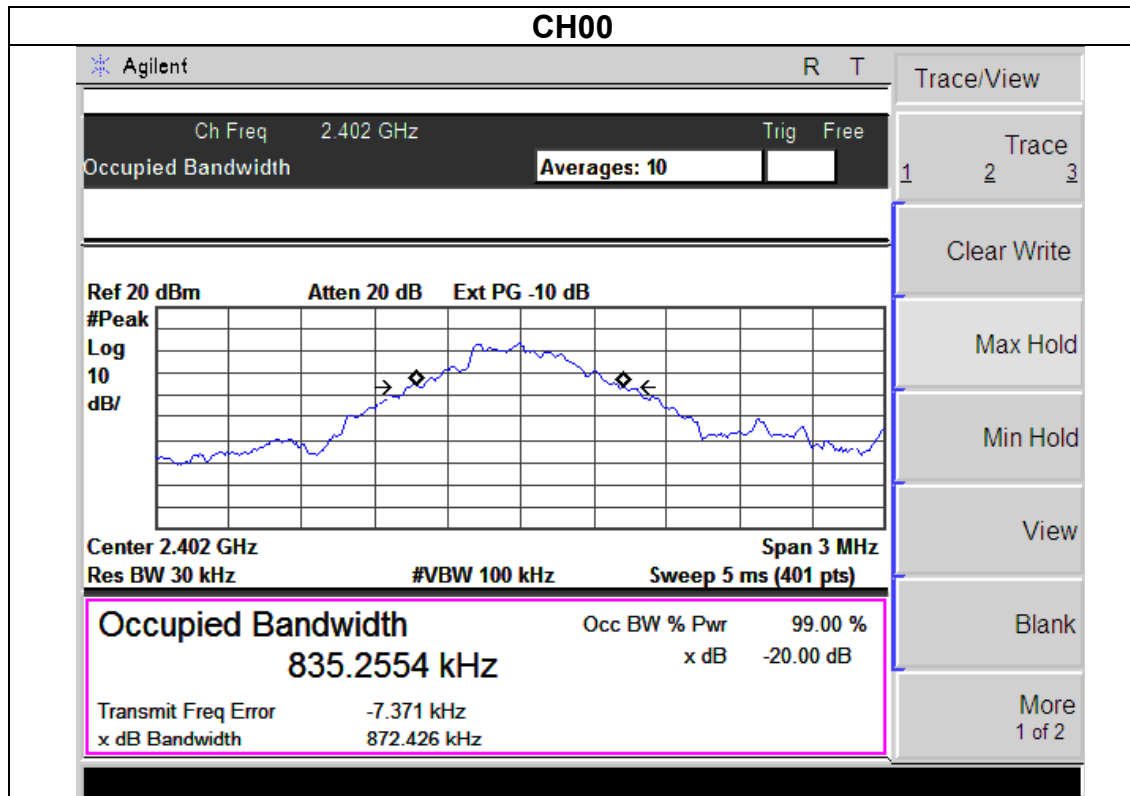 CH00
Agilent R T
Trace/View
Ch Freq 2.402 GHz Trig Free
Occupied Bandwidth Averages: 10
Trace
1 2 3
Clear Write
Ref 20 dBm Atten 20 dB Ext PG -10 dB
#Peak
Log
10
dB/
Max Hold
Min Hold
Center 2.402 GHz Span 3 MHz
Res BW 30 kHz #VBW 100 kHz Sweep 5 ms (401 pts)
View
Occupied Bandwidth Occ BW % Pwr 99.00 %
835.2554 kHz x dB -20.00 dB
Blank
Transmit Freq Error -7.371 kHz
x dB Bandwidth 872.426 kHz
More
1 of 2